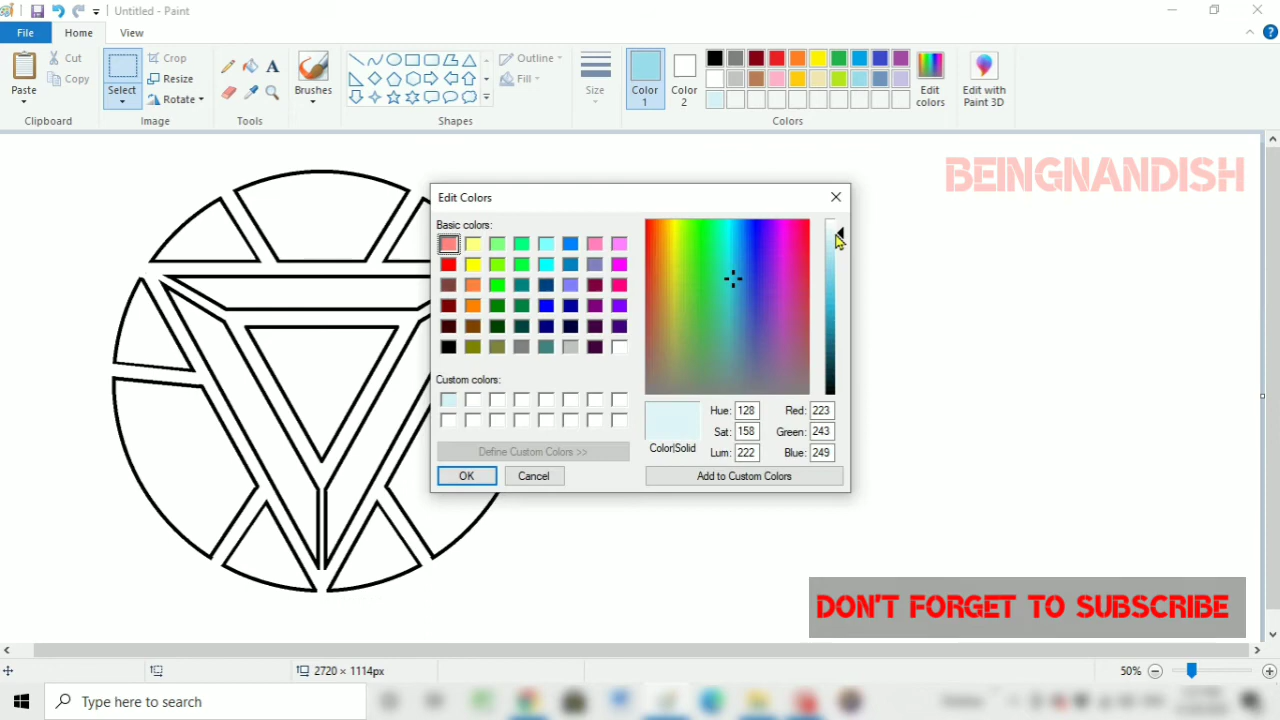 Untitled - Paint
File
Home
View
Paste
Cut
Copy
Clipboard
Select
Crop
Resize
Rotate
Image
Tools
Brushes
Outline
Fill
Shapes
Size
Color
1
Color
2
Edit
colors
Colors
Edit with
Paint 3D
BEINGNANDISH
Edit Colors
Basic colors:
Custom colors:
Define Custom Colors >>
OK
Cancel
Color|Solid
Hue: 128
Sat: 158
Lum: 222
Red: 223
Green: 243
Blue: 249
Add to Custom Colors
DON'T FORGET TO SUBSCRIBE
2720 × 1114px
50%
Type here to search